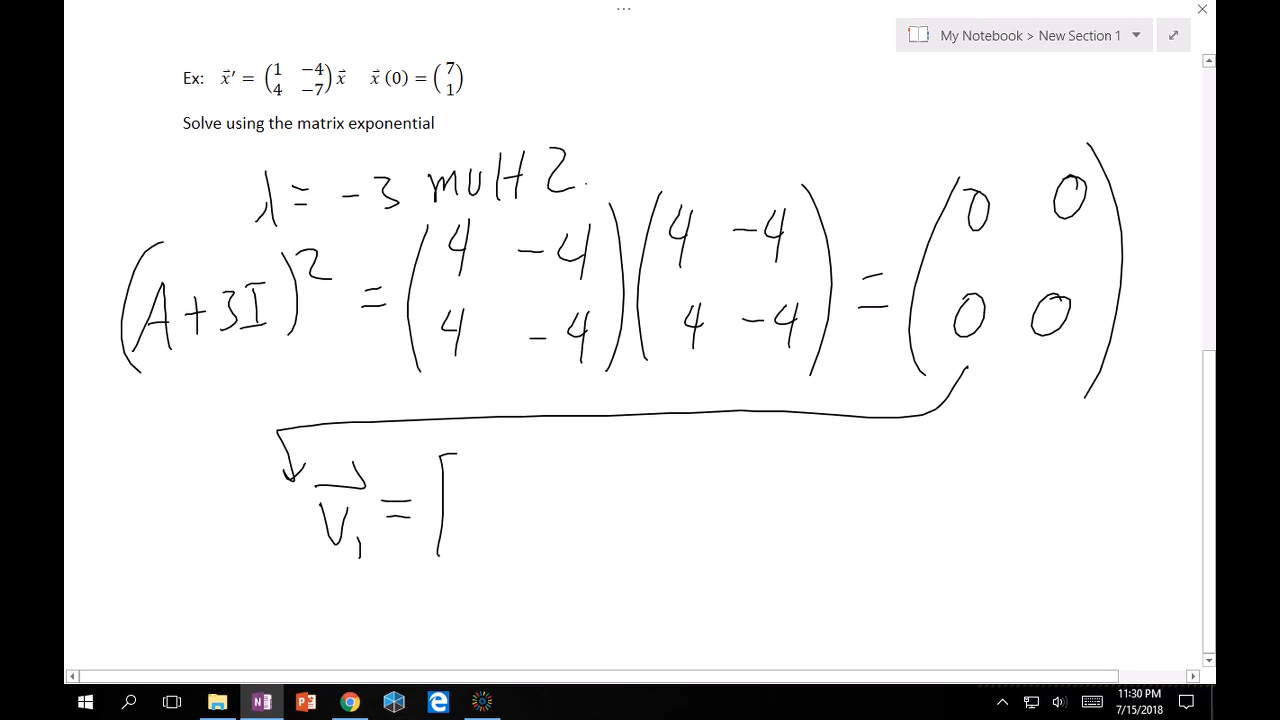 ...
My Notebook > New Section 1
Ex: x⃗′ = (1 −4
4 −7) x⃗ x⃗ (0) = (7
1)
Solve using the matrix exponential
λ = -3 mult 2.
(A+3I)² = (4 -4
4 -4) (4 -4
4 -4) = (0 0
0 0)
v⃗₁ = [
11:30 PM
7/15/2018